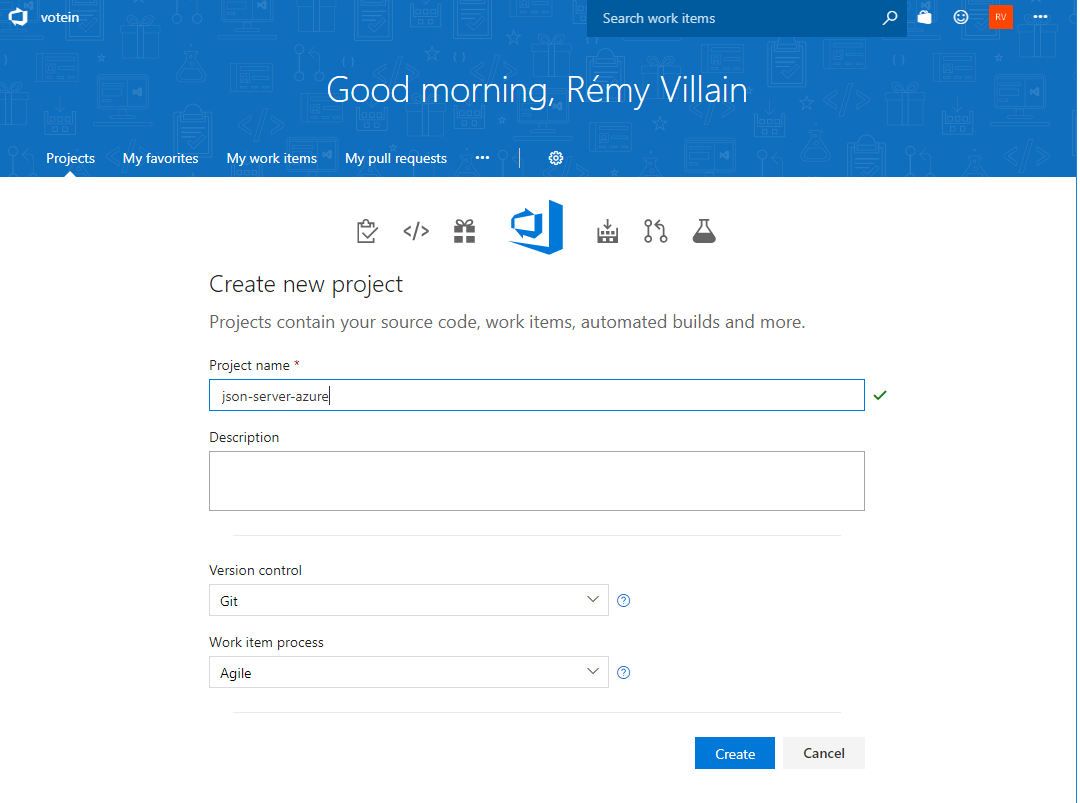 votein
Search work items
RV
Good morning, Rémy Villain
Projects My favorites My work items My pull requests
Create new project
Projects contain your source code, work items, automated builds and more.
Project name *
json-server-azure
Description
Version control
Git
Work item process
Agile
Create Cancel